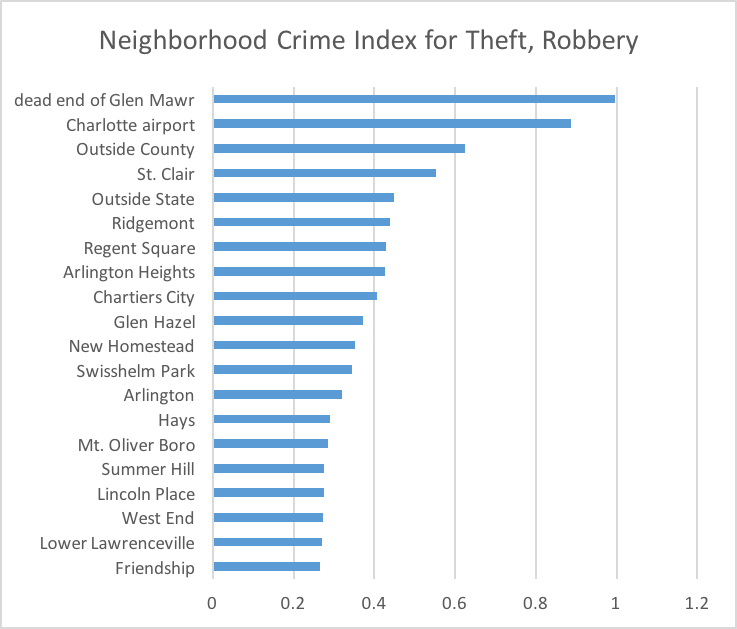 Neighborhood Crime Index for Theft, Robbery
dead end of Glen Mawr
Charlotte airport
Outside County
St. Clair
Outside State
Ridgemont
Regent Square
Arlington Heights
Chartiers City
Glen Hazel
New Homestead
Swisshelm Park
Arlington
Hays
Mt. Oliver Boro
Summer Hill
Lincoln Place
West End
Lower Lawrenceville
Friendship
0 0.2 0.4 0.6 0.8 1 1.2